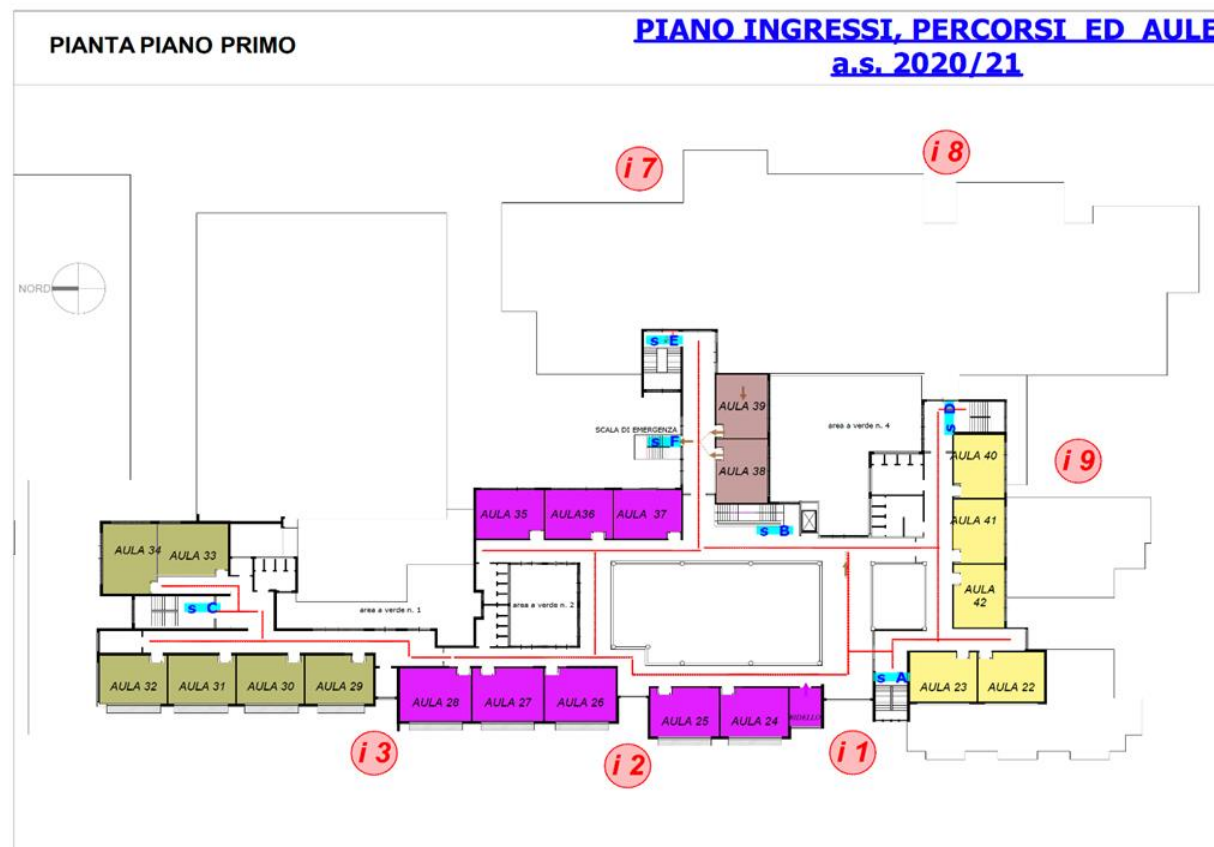 PIANTA PIANO PRIMO
PIANO INGRESSI, PERCORSI ED AULE
a.s. 2020/21
i 7
i 8
NORD
s E
AULA 39
SCALA DI EMERGENZA
s F
area a verde n. 4
s D
AULA 40
i 9
AULA 38
AULA 35
AULA36
AULA 37
s B
AULA 41
AULA 34
AULA 33
AULA
42
s C
area a verde n. 1
area a verde n. 2
s A
AULA 32
AULA 31
AULA 30
AULA 29
AULA 28
AULA 27
AULA 26
AULA 25
AULA 24
AULA 23
AULA 22
i 3
i 2
i 1